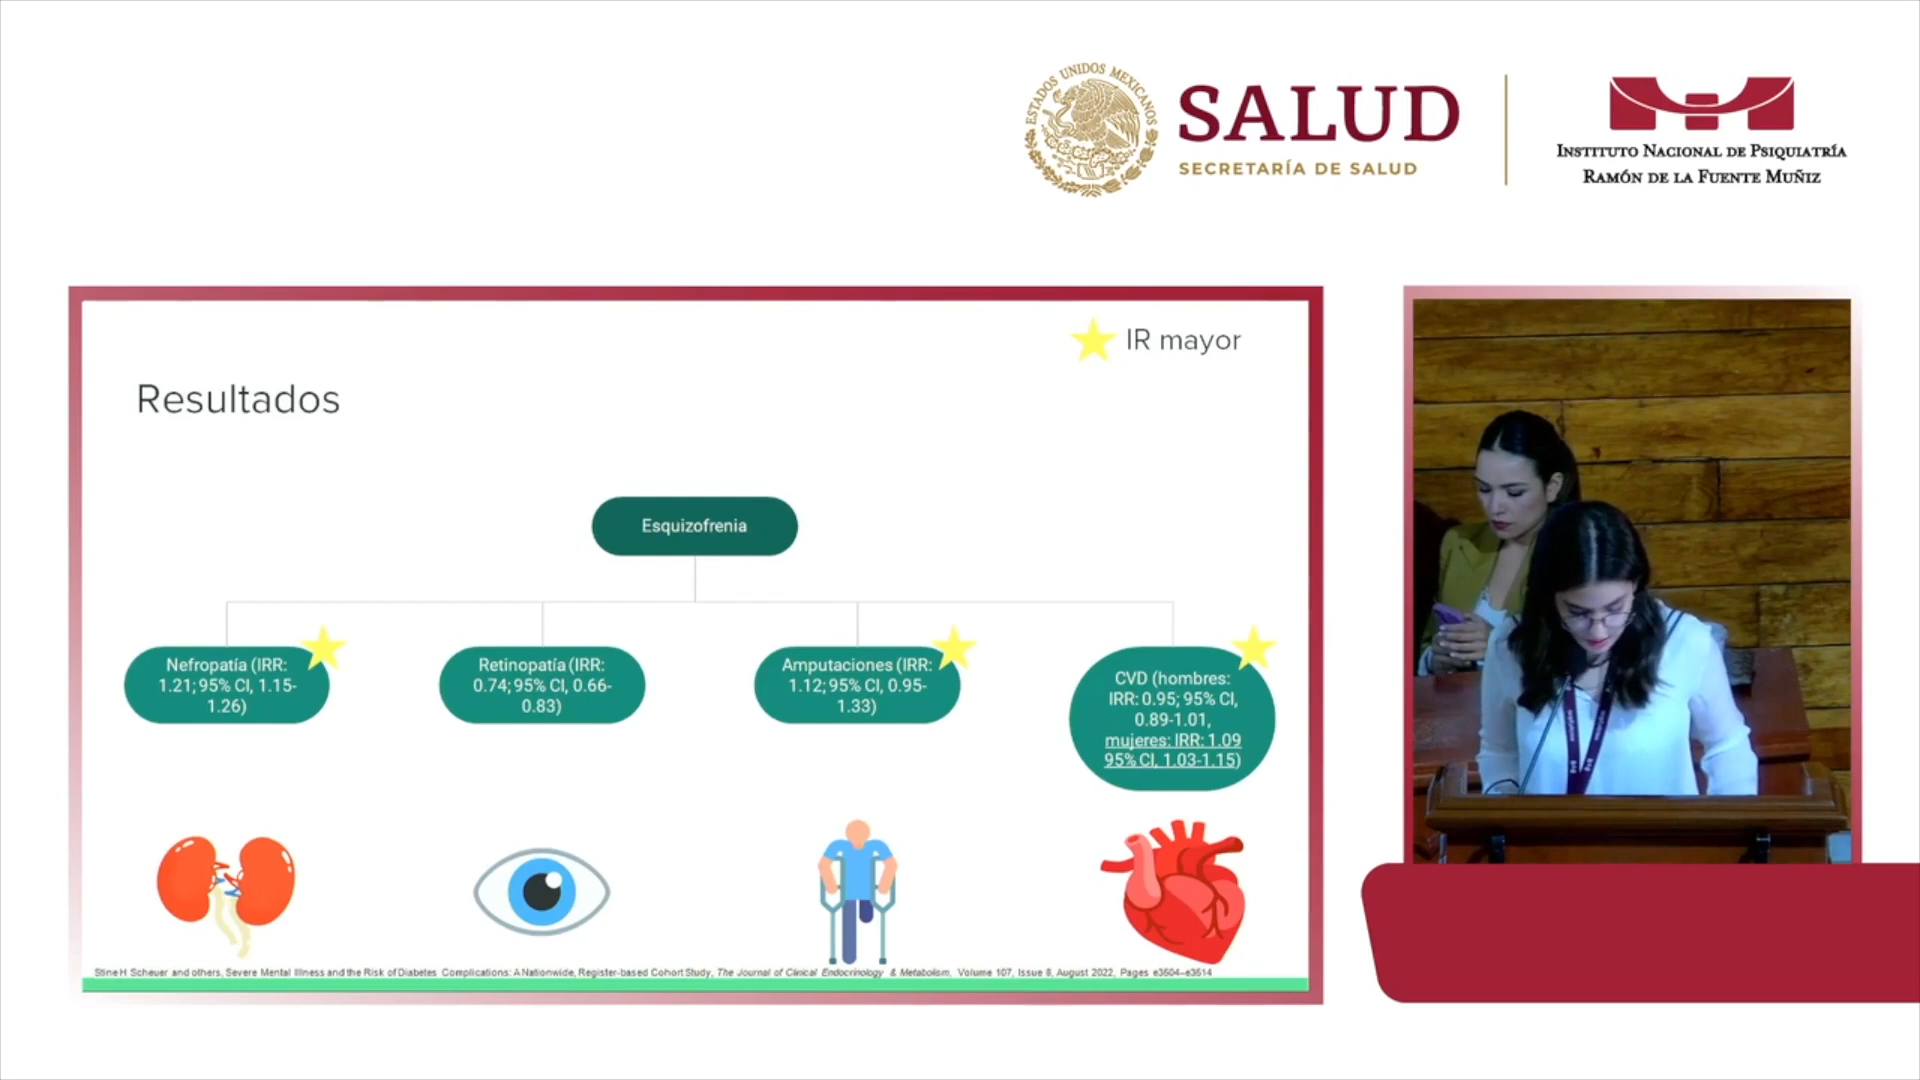 ESTADOS UNIDOS MEXICANOS
SALUD
SECRETARÍA DE SALUD
INSTITUTO NACIONAL DE PSIQUIATRÍA
RAMÓN DE LA FUENTE MUÑIZ
IR mayor
Resultados
Esquizofrenia
Nefropatía (IRR:
1.21; 95% CI, 1.15-
1.26)
Retinopatía (IRR:
0.74; 95% CI, 0.66-
0.83)
Amputaciones (IRR:
1.12; 95% CI, 0.95-
1.33)
CVD (hombres:
IRR: 0.95; 95% CI,
0.89-1.01,
mujeres: IRR: 1.09
95% CI, 1.03-1.15)
Stine H Scheuer and others, Severe Mental Illness and the Risk of Diabetes Complications: A Nationwide, Register-based Cohort Study, The Journal of Clinical Endocrinology & Metabolism, Volume 107, Issue 8, August 2022, Pages e3504–e3514